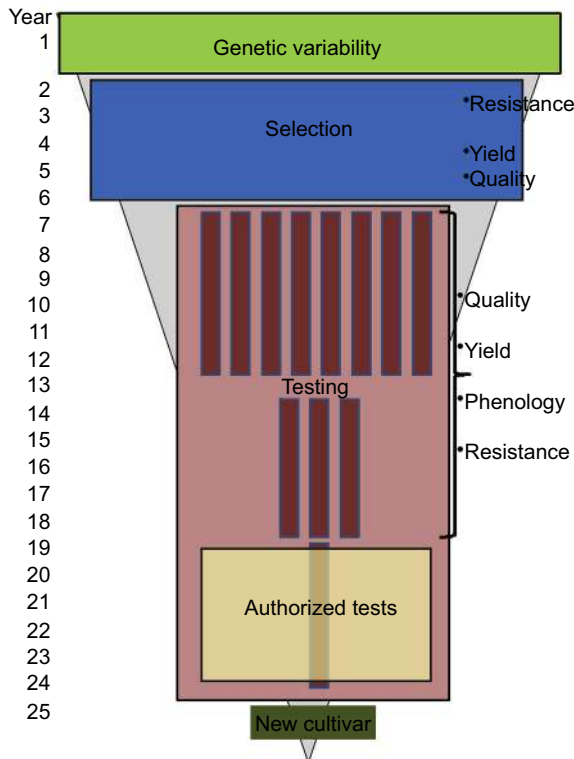 Year
1
Genetic variability
2
•Resistance
3
Selection
4
•Yield
5
•Quality
6
7
8
9
•Quality
10
11
•Yield
12
13
Testing
•Phenology
14
15
•Resistance
16
17
18
19
20
Authorized tests
21
22
23
24
25
New cultivar